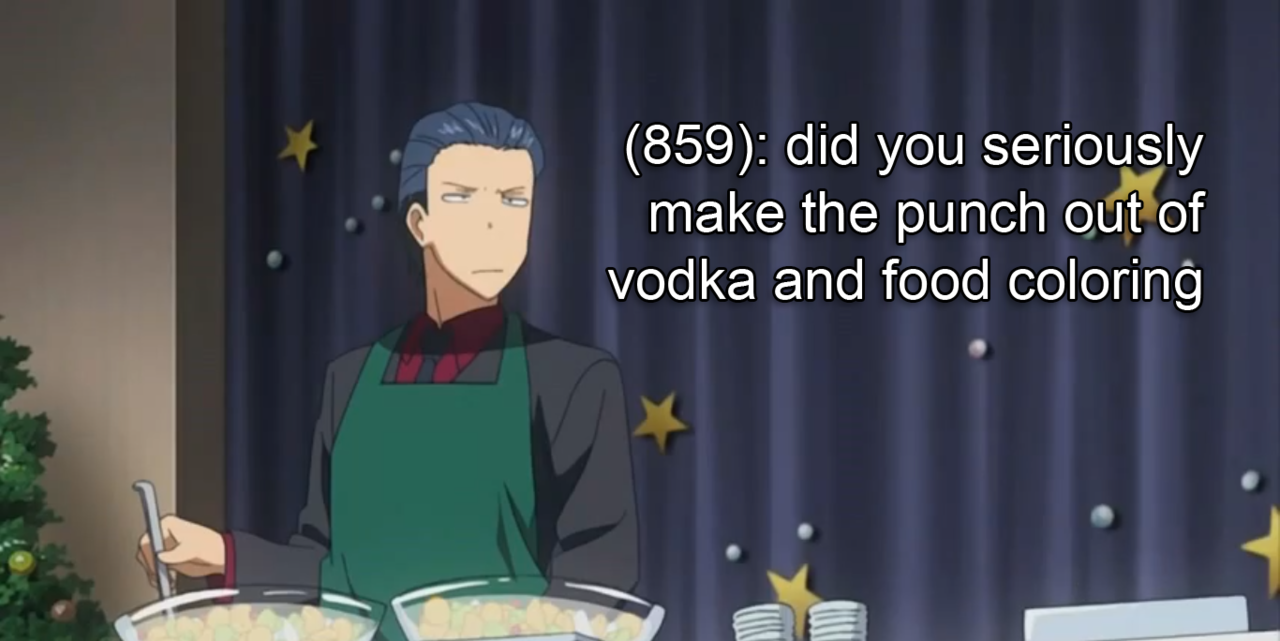 (859): did you seriously
make the punch out of
vodka and food coloring